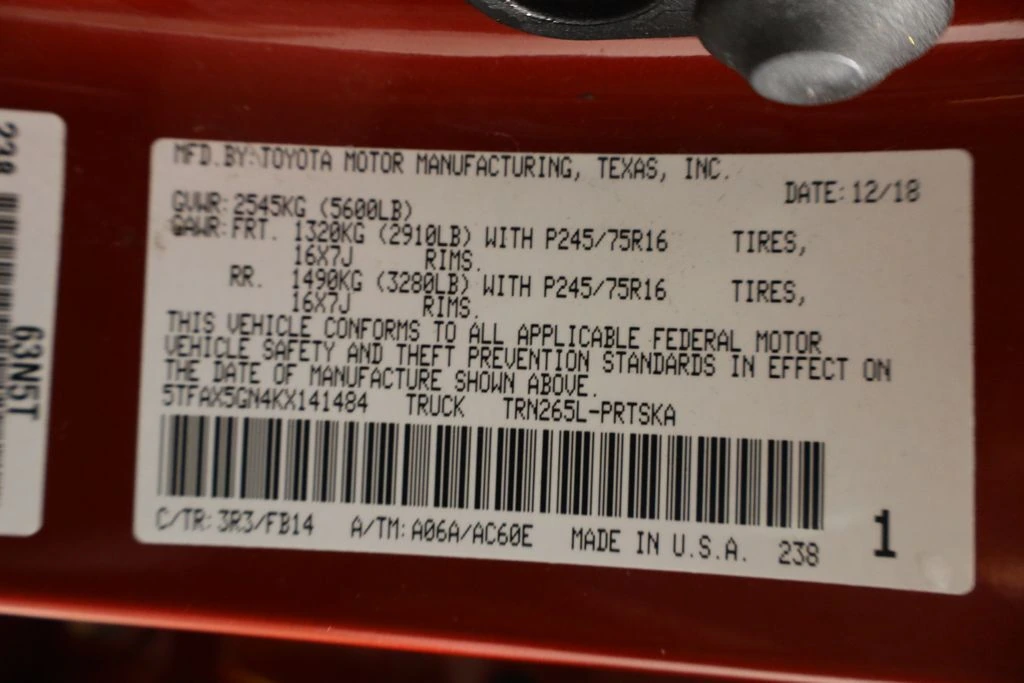 MFD.BY:TOYOTA MOTOR MANUFACTURING, TEXAS, INC.
DATE:12/18
GVWR:2545KG (5600LB)
GAWR:FRT. 1320KG (2910LB) WITH P245/75R16 TIRES,
16X7J RIMS.
RR. 1490KG (3280LB) WITH P245/75R16 TIRES,
16X7J RIMS.
THIS VEHICLE CONFORMS TO ALL APPLICABLE FEDERAL MOTOR
VEHICLE SAFETY AND THEFT PREVENTION STANDARDS IN EFFECT ON
THE DATE OF MANUFACTURE SHOWN ABOVE.
5TFAX5GN4KX141484 TRUCK TRN265L-PRTSKA
C/TR:3R3/FB14 A/TM:A06A/AC60E MADE IN U.S.A. 238 1
238
63N5T